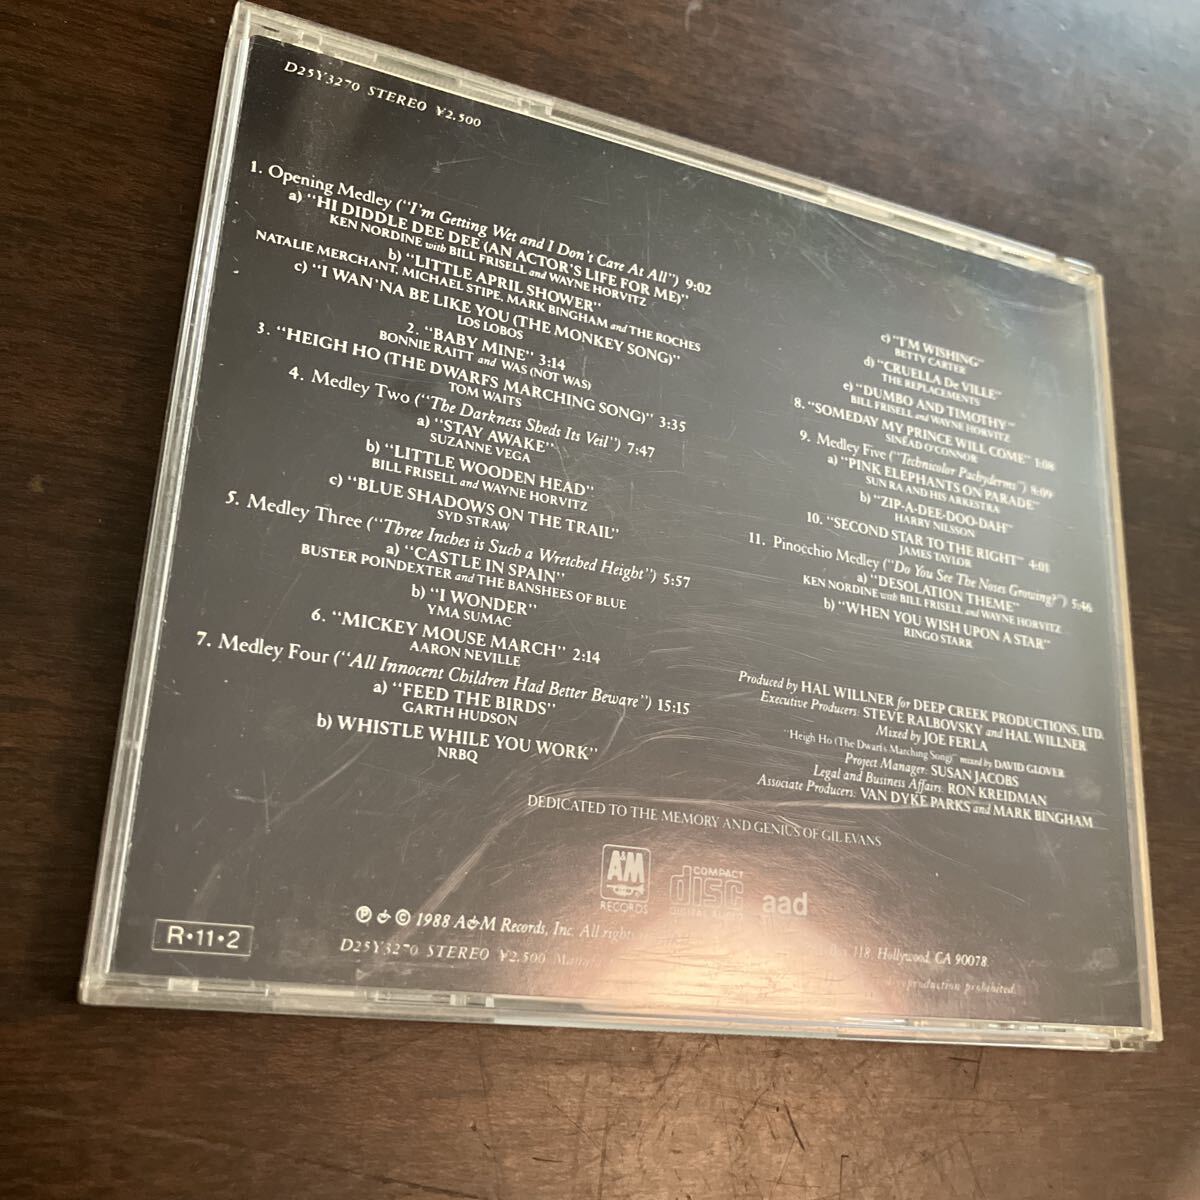 D25Y3270 STEREO ¥2.500
1. Opening Medley ("I'm Getting Wet and I Don't Care At All") 9:02
a) "HI DIDDLE DEE DEE (AN ACTOR'S LIFE FOR ME)"
KEN NORDINE with BILL FRISELL and WAYNE HORVITZ
b) "LITTLE APRIL SHOWER"
NATALIE MERCHANT, MICHAEL STIPE, MARK BINGHAM and THE ROCHES
c) "I WAN'NA BE LIKE YOU (THE MONKEY SONG)"
LOS LOBOS
2. "BABY MINE" 3:14
BONNIE RAITT and WAS (NOT WAS)
3. "HEIGH HO (THE DWARFS MARCHING SONG)" 3:35
TOM WAITS
4. Medley Two ("The Darkness Sheds Its Veil") 7:47
a) "STAY AWAKE"
SUZANNE VEGA
b) "LITTLE WOODEN HEAD"
BILL FRISELL and WAYNE HORVITZ
c) "BLUE SHADOWS ON THE TRAIL"
SYD STRAW
5. Medley Three ("Three Inches is Such a Wretched Height") 5:57
a) "CASTLE IN SPAIN"
BUSTER POINDEXTER and THE BANSHEES OF BLUE
b) "I WONDER"
YMA SUMAC
6. "MICKEY MOUSE MARCH" 2:14
AARON NEVILLE
7. Medley Four ("All Innocent Children Had Better Beware") 15:15
a) "FEED THE BIRDS"
GARTH HUDSON
b) WHISTLE WHILE YOU WORK"
NRBQ
c) "I'M WISHING"
BETTY CARTER
d) "CRUELLA De VILLE"
THE REPLACEMENTS
e) "DUMBO AND TIMOTHY"
BILL FRISELL and WAYNE HORVITZ
8. "SOMEDAY MY PRINCE WILL COME" 1:08
SINÉAD O'CONNOR
9. Medley Five ("Technicolor Pachyderms") 8:09
a) "PINK ELEPHANTS ON PARADE"
SUN RA AND HIS ARKESTRA
b) "ZIP-A-DEE-DOO-DAH"
HARRY NILSSON
10. "SECOND STAR TO THE RIGHT" 4:01
JAMES TAYLOR
11. Pinocchio Medley ("Do You See The Noses Growing?") 5:46
a) "DESOLATION THEME"
KEN NORDINE with BILL FRISELL and WAYNE HORVITZ
b) "WHEN YOU WISH UPON A STAR"
RINGO STARR
Produced by HAL WILLNER for DEEP CREEK PRODUCTIONS, LTD.
Executive Producers: STEVE RALBOVSKY and HAL WILLNER
Mixed by JOE FERLA
"Heigh Ho (The Dwarfs Marching Song)" mixed by DAVID GLOVER
Project Manager: SUSAN JACOBS
Legal and Business Affairs: RON KREIDMAN
Associate Producers: VAN DYKE PARKS and MARK BINGHAM
DEDICATED TO THE MEMORY AND GENIUS OF GIL EVANS
A&M RECORDS
COMPACT disc DIGITAL AUDIO
aad
℗ & © 1988 A&M Records, Inc. All rights 118, Hollywood, CA 90078.
D25Y3270 STEREO ¥2.500 production prohibited.
R•11•2